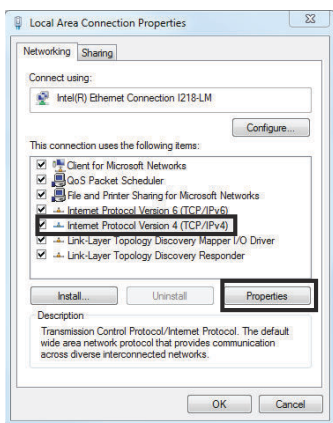 Local Area Connection Properties
Networking
Sharing
Connect using:
Intel(R) Ethernet Connection I218-LM
Configure...
This connection uses the following items:
Client for Microsoft Networks
QoS Packet Scheduler
File and Printer Sharing for Microsoft Networks
Internet Protocol Version 6 (TCP/IPv6)
Internet Protocol Version 4 (TCP/IPv4)
Link-Layer Topology Discovery Mapper I/O Driver
Link-Layer Topology Discovery Responder
Install...
Uninstall
Properties
Description
Transmission Control Protocol/Internet Protocol. The default
wide area network protocol that provides communication
across diverse interconnected networks.
OK
Cancel